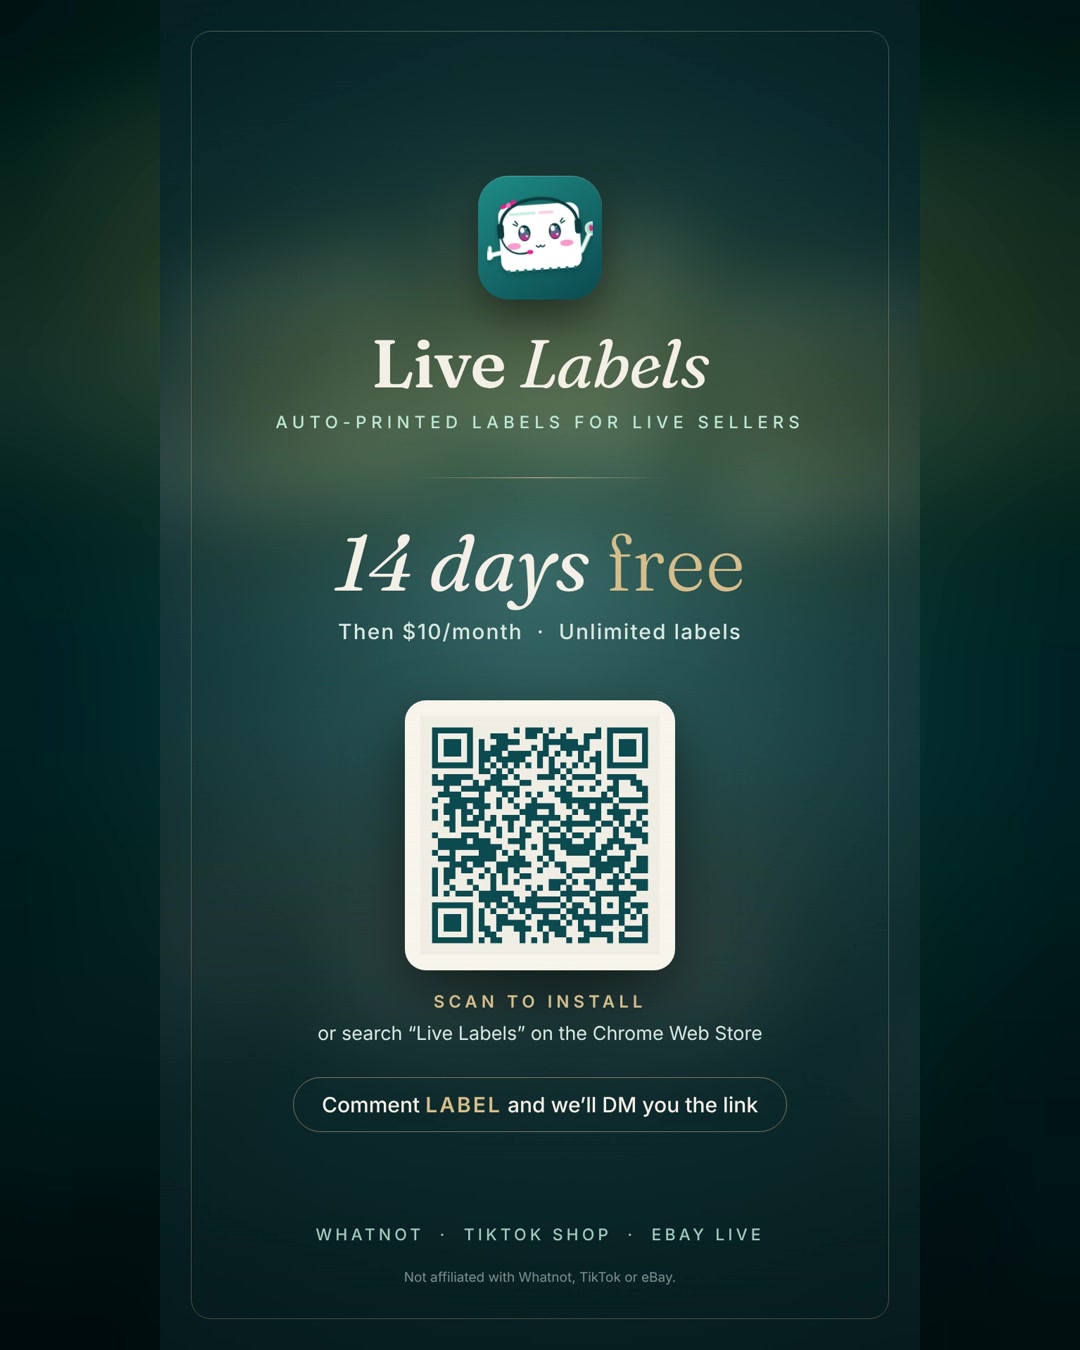 Live Labels
AUTO-PRINTED LABELS FOR LIVE SELLERS
14 days free
Then $10/month · Unlimited labels
SCAN TO INSTALL
or search “Live Labels” on the Chrome Web Store
Comment LABEL and we’ll DM you the link
WHATNOT · TIKTOK SHOP · EBAY LIVE
Not affiliated with Whatnot, TikTok or eBay.